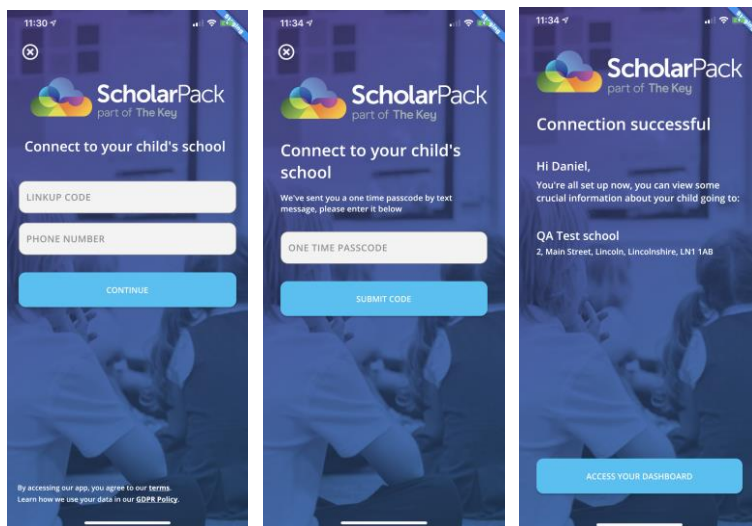 11:30
ScholarPack
part of The Key
Connect to your child's school
LINKUP CODE
PHONE NUMBER
CONTINUE
By accessing our app, you agree to our terms.
Learn how we use your data in our GDPR Policy.
11:34
ScholarPack
part of The Key
Connect to your child's
school
We've sent you a one time passcode by text
message, please enter it below
ONE TIME PASSCODE
SUBMIT CODE
11:34
ScholarPack
part of The Key
Connection successful
Hi Daniel,
You're all set up now, you can view some
crucial information about your child going to:
QA Test school
2, Main Street, Lincoln, Lincolnshire, LN1 1AB
ACCESS YOUR DASHBOARD